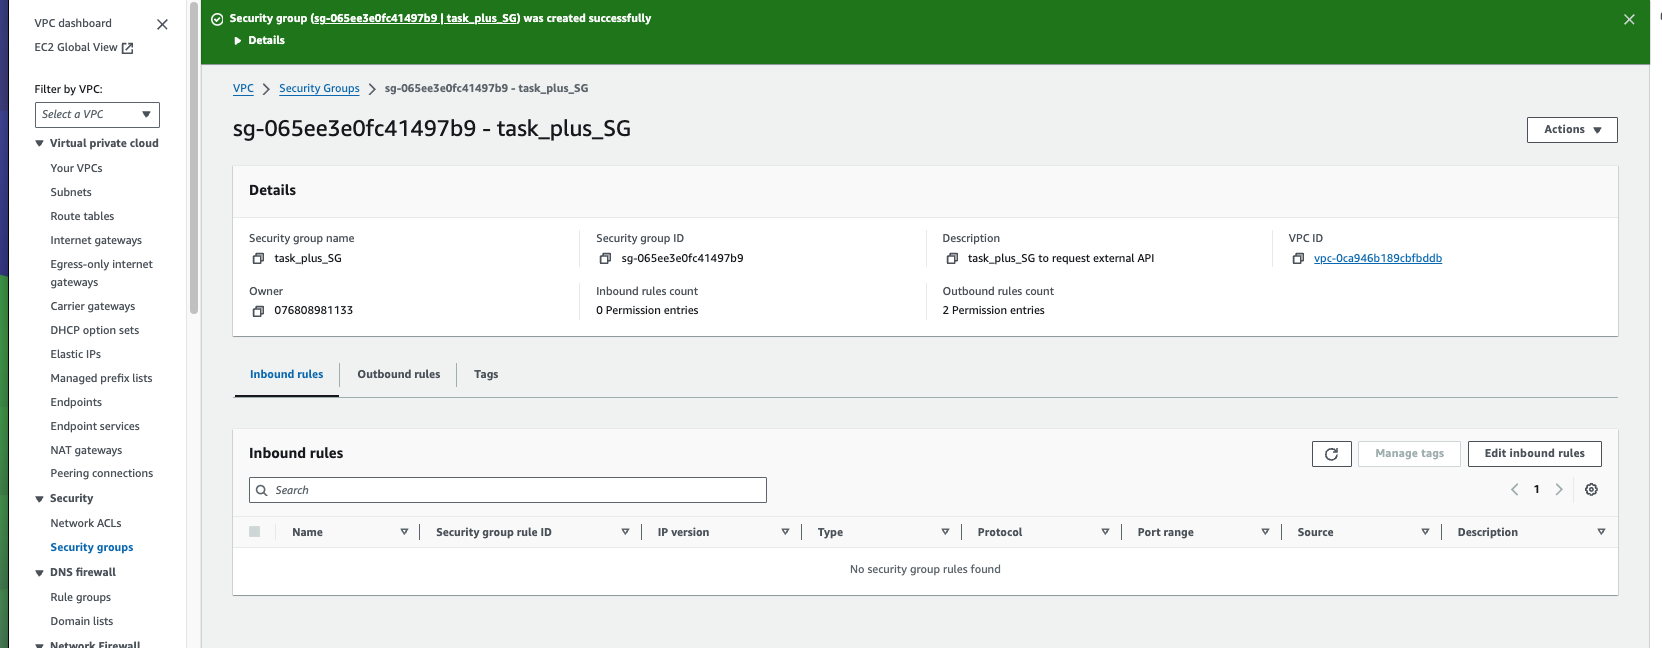 VPC dashboard
EC2 Global View
Filter by VPC:
Select a VPC
Virtual private cloud
Your VPCs
Subnets
Route tables
Internet gateways
Egress-only internet
gateways
Carrier gateways
DHCP option sets
Elastic IPs
Managed prefix lists
Endpoints
Endpoint services
NAT gateways
Peering connections
Security
Network ACLs
Security groups
DNS firewall
Rule groups
Domain lists
Network Firewall
Security group (sg-065ee3e0fc41497b9 | task_plus_SG) was created successfully
Details
VPC > Security Groups > sg-065ee3e0fc41497b9 - task_plus_SG
sg-065ee3e0fc41497b9 - task_plus_SG
Actions
Details
Security group name
task_plus_SG
Security group ID
sg-065ee3e0fc41497b9
Description
task_plus_SG to request external API
VPC ID
vpc-0ca946b189cbfbddb
Owner
076808981133
Inbound rules count
0 Permission entries
Outbound rules count
2 Permission entries
Inbound rules Outbound rules Tags
Inbound rules
Manage tags Edit inbound rules
Search
1
Name Security group rule ID IP version Type Protocol Port range Source Description
No security group rules found